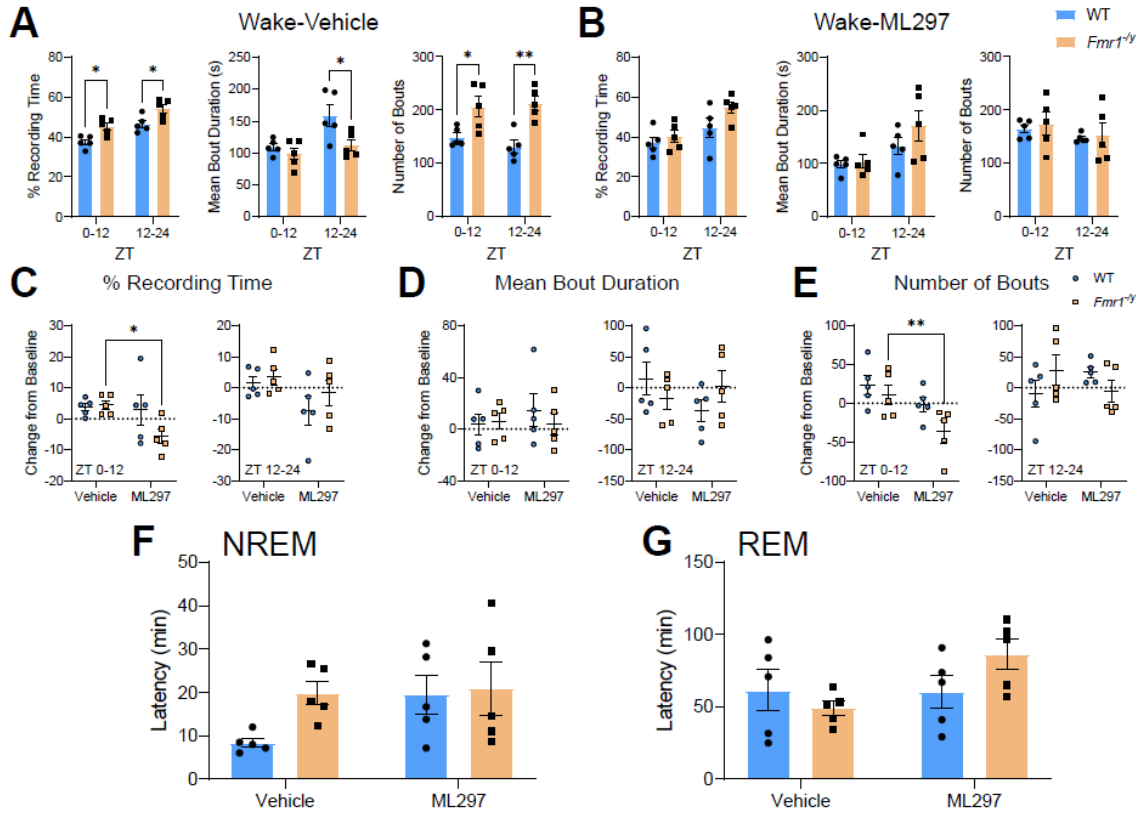 A
Wake-Vehicle
% Recording Time
80
60
40
20
0
*
*
0-12
12-24
ZT
Mean Bout Duration (s)
250
200
150
100
50
0
*
0-12
12-24
ZT
Number of Bouts
300
200
100
0
*
**
0-12
12-24
ZT
B
Wake-ML297
WT
Fmr1-/y
% Recording Time
80
60
40
20
0
0-12
12-24
ZT
Mean Bout Duration (s)
300
200
100
0
0-12
12-24
ZT
Number of Bouts
300
200
100
0
0-12
12-24
ZT
C
% Recording Time
Change from Baseline
30
20
10
0
-10
-20
*
ZT 0-12
Vehicle
ML297
20
10
0
-10
-20
-30
ZT 12-24
Vehicle
ML297
D
Mean Bout Duration
Change from Baseline
80
40
0
-40
ZT 0-12
Vehicle
ML297
100
50
0
-50
-100
-150
ZT 12-24
Vehicle
ML297
E
Number of Bouts
WT
Fmr1-/y
Change from Baseline
100
50
0
-50
-100
**
ZT 0-12
Vehicle
ML297
100
50
0
-50
-100
-150
ZT 12-24
Vehicle
ML297
F
NREM
Latency (min)
50
40
30
20
10
0
Vehicle
ML297
G
REM
Latency (min)
150
100
50
0
Vehicle
ML297